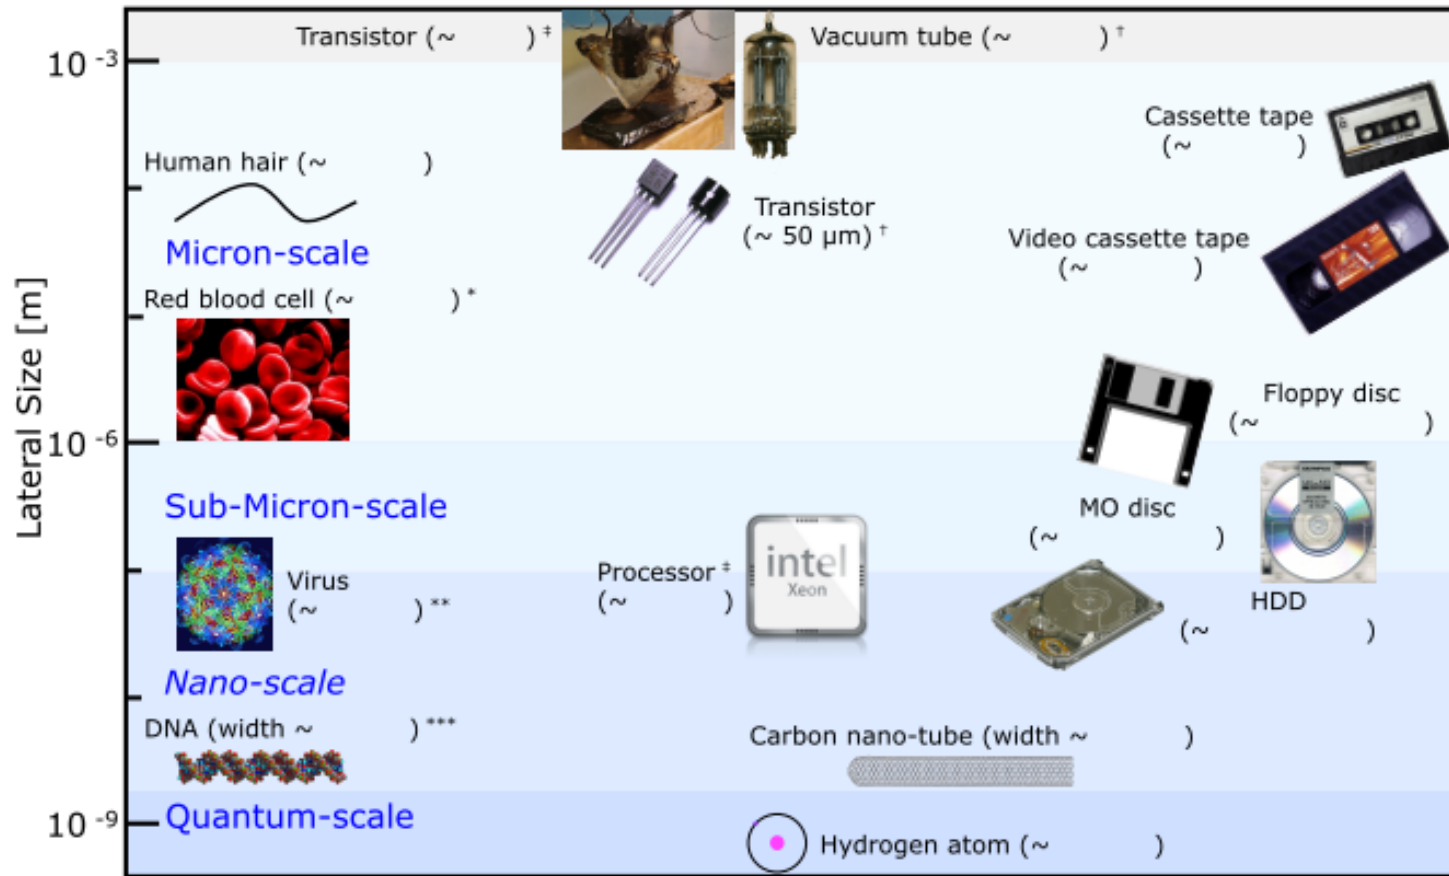 Transistor (~ ) ‡
Vacuum tube (~ ) †
10 -3
Cassette tape
(~ )
Human hair (~ )
Transistor
(~ 50 µm) †
Micron-scale
Video cassette tape
(~ )
Red blood cell (~ ) *
Lateral Size [m]
Floppy disc
(~ )
10 -6
Sub-Micron-scale
MO disc
(~ )
intel
Xeon
Processor ‡
(~ )
Virus
(~ ) **
HDD
(~ )
Nano-scale
DNA (width ~ ) ***
Carbon nano-tube (width ~ )
Quantum-scale
10 -9
Hydrogen atom (~ )